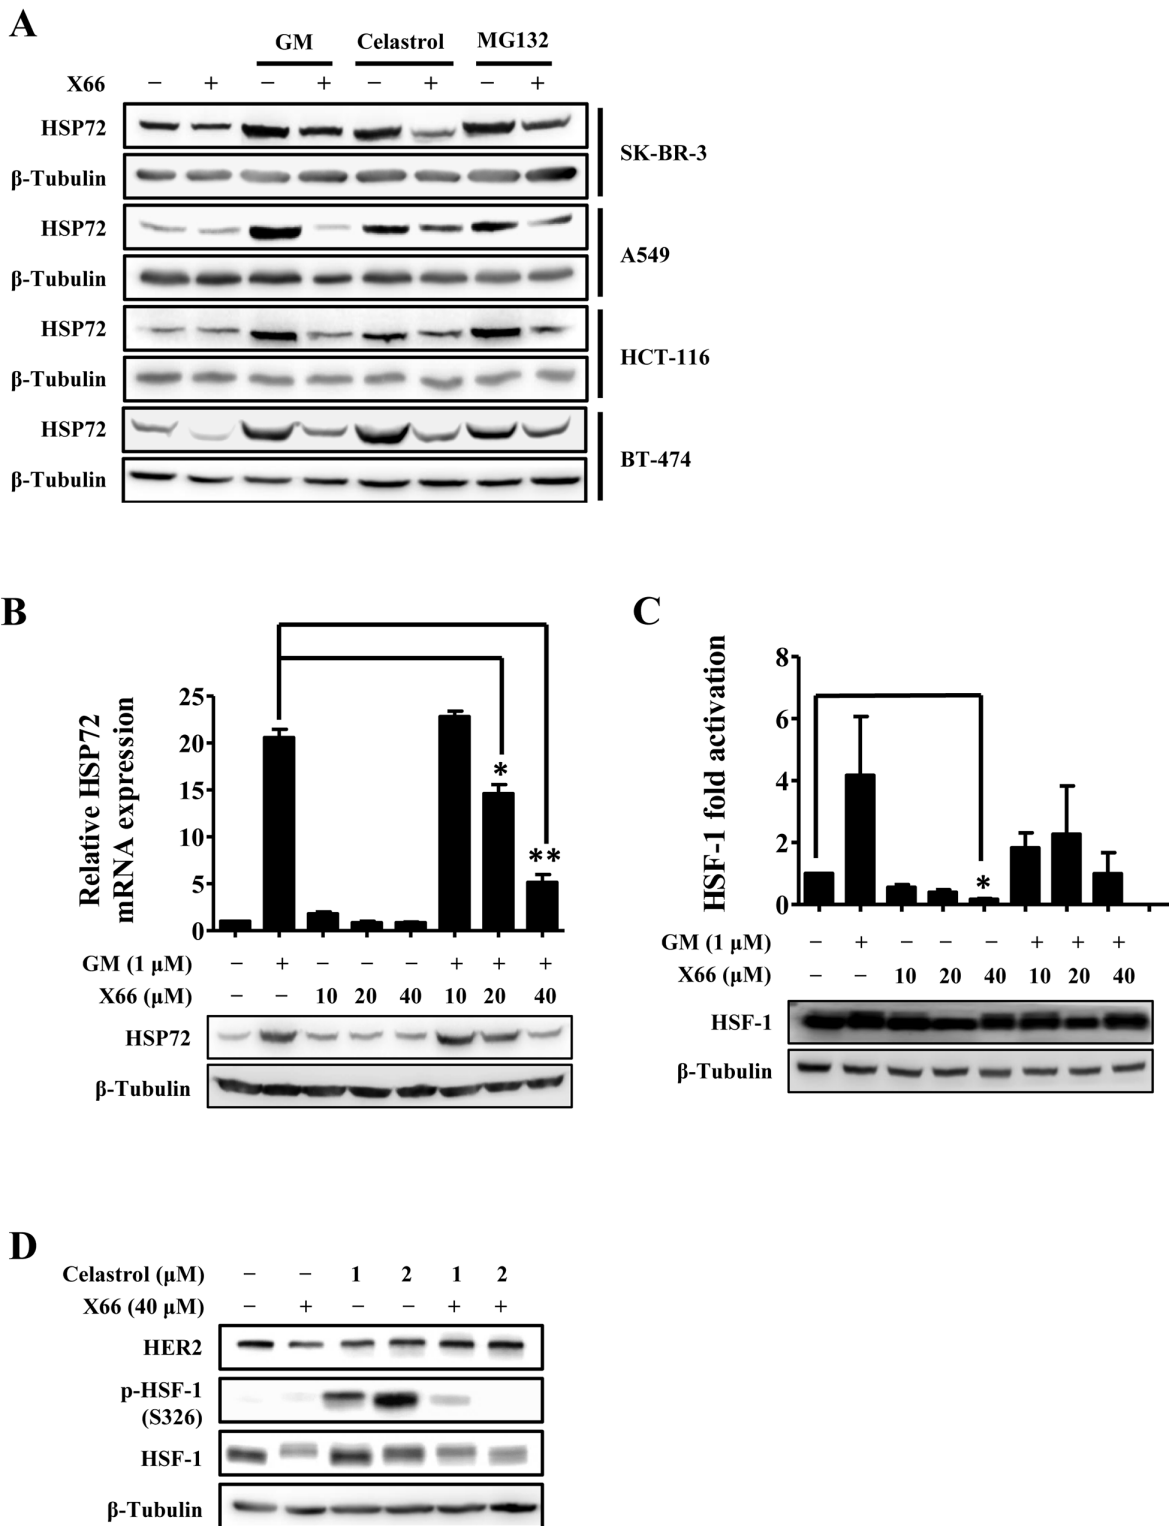 A
GM Celastrol MG132
X66 − + − + − + − +
HSP72
β-Tubulin
SK-BR-3
HSP72
β-Tubulin
A549
HSP72
β-Tubulin
HCT-116
HSP72
β-Tubulin
BT-474
B
Relative HSP72
mRNA expression
25
20
15
10
5
0
*
**
GM (1 μM) − + − − − + + +
X66 (μM) − − 10 20 40 10 20 40
HSP72
β-Tubulin
C
HSF-1 fold activation
8
6
4
2
0
*
GM (1 μM) − + − − − + + +
X66 (μM) − − 10 20 40 10 20 40
HSF-1
β-Tubulin
D
Celastrol (μM) − − 1 2 1 2
X66 (40 μM) − + − − + +
HER2
p-HSF-1
(S326)
HSF-1
β-Tubulin